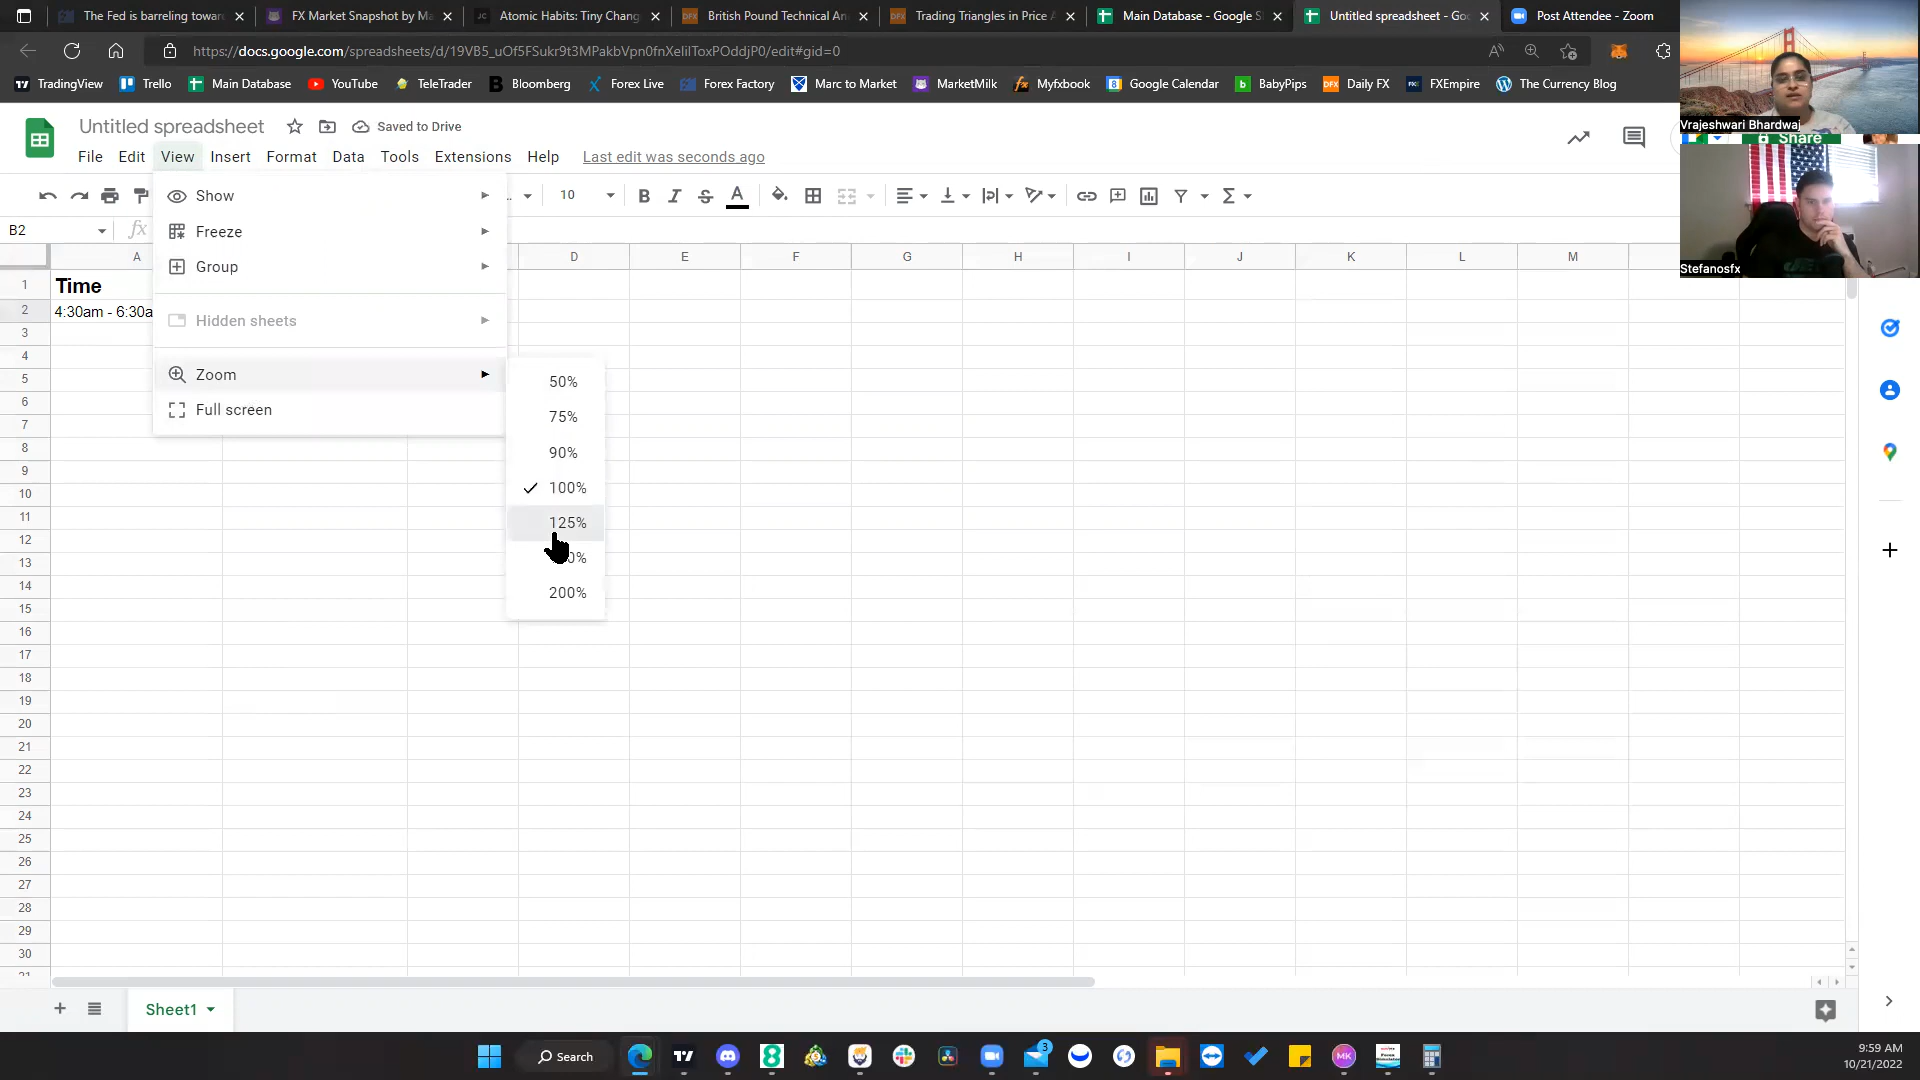 The Fed is barreling towar
FX Market Snapshot by Ma
Atomic Habits: Tiny Chang
British Pound Technical An
Trading Triangles in Price A
Main Database - Google S
Untitled spreadsheet - Goo
Post Attendee - Zoom
https://docs.google.com/spreadsheets/d/19VB5_uOf5FSukr9t3MPakbVpn0fnXeliIToxPOddjP0/edit#gid=0
TradingView Trello Main Database YouTube TeleTrader Bloomberg Forex Live Forex Factory Marc to Market MarketMilk Myfxbook Google Calendar BabyPips Daily FX FXEmpire The Currency Blog
Vrajeshwari Bhardwaj
Untitled spreadsheet Saved to Drive
Share
File Edit View Insert Format Data Tools Extensions Help Last edit was seconds ago
10
B2
A D E F G H I J K L M
Stefanosfx
Show
Freeze
Group
Hidden sheets
Zoom
Full screen
50%
75%
90%
100%
125%
200%
1 Time
2 4:30am - 6:30a
3
4
5
6
7
8
9
10
11
12
13
14
15
16
17
18
19
20
21
22
23
24
25
26
27
28
29
30
31
Sheet1
Search
3
9:59 AM
10/21/2022